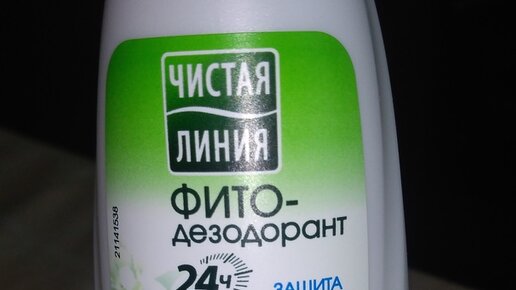 ЧИСТАЯ
ЛИНИЯ
ФИТО-
дезодорант
24ч
ЗАЩИТА
21141538